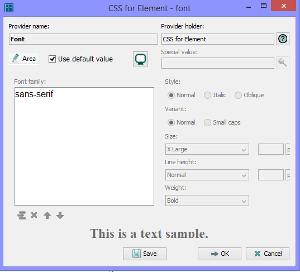 CSS for Element - font
Provider name:
Provider holder:
Font
CSS for Element
Special value:
Area
Use default value
Font family:
sans-serif
Style:
Normal
Italic
Oblique
Variant:
Normal
Small caps
Size:
X Large
Line height:
Normal
Weight:
Bold
This is a text sample.
Save
OK
Cancel